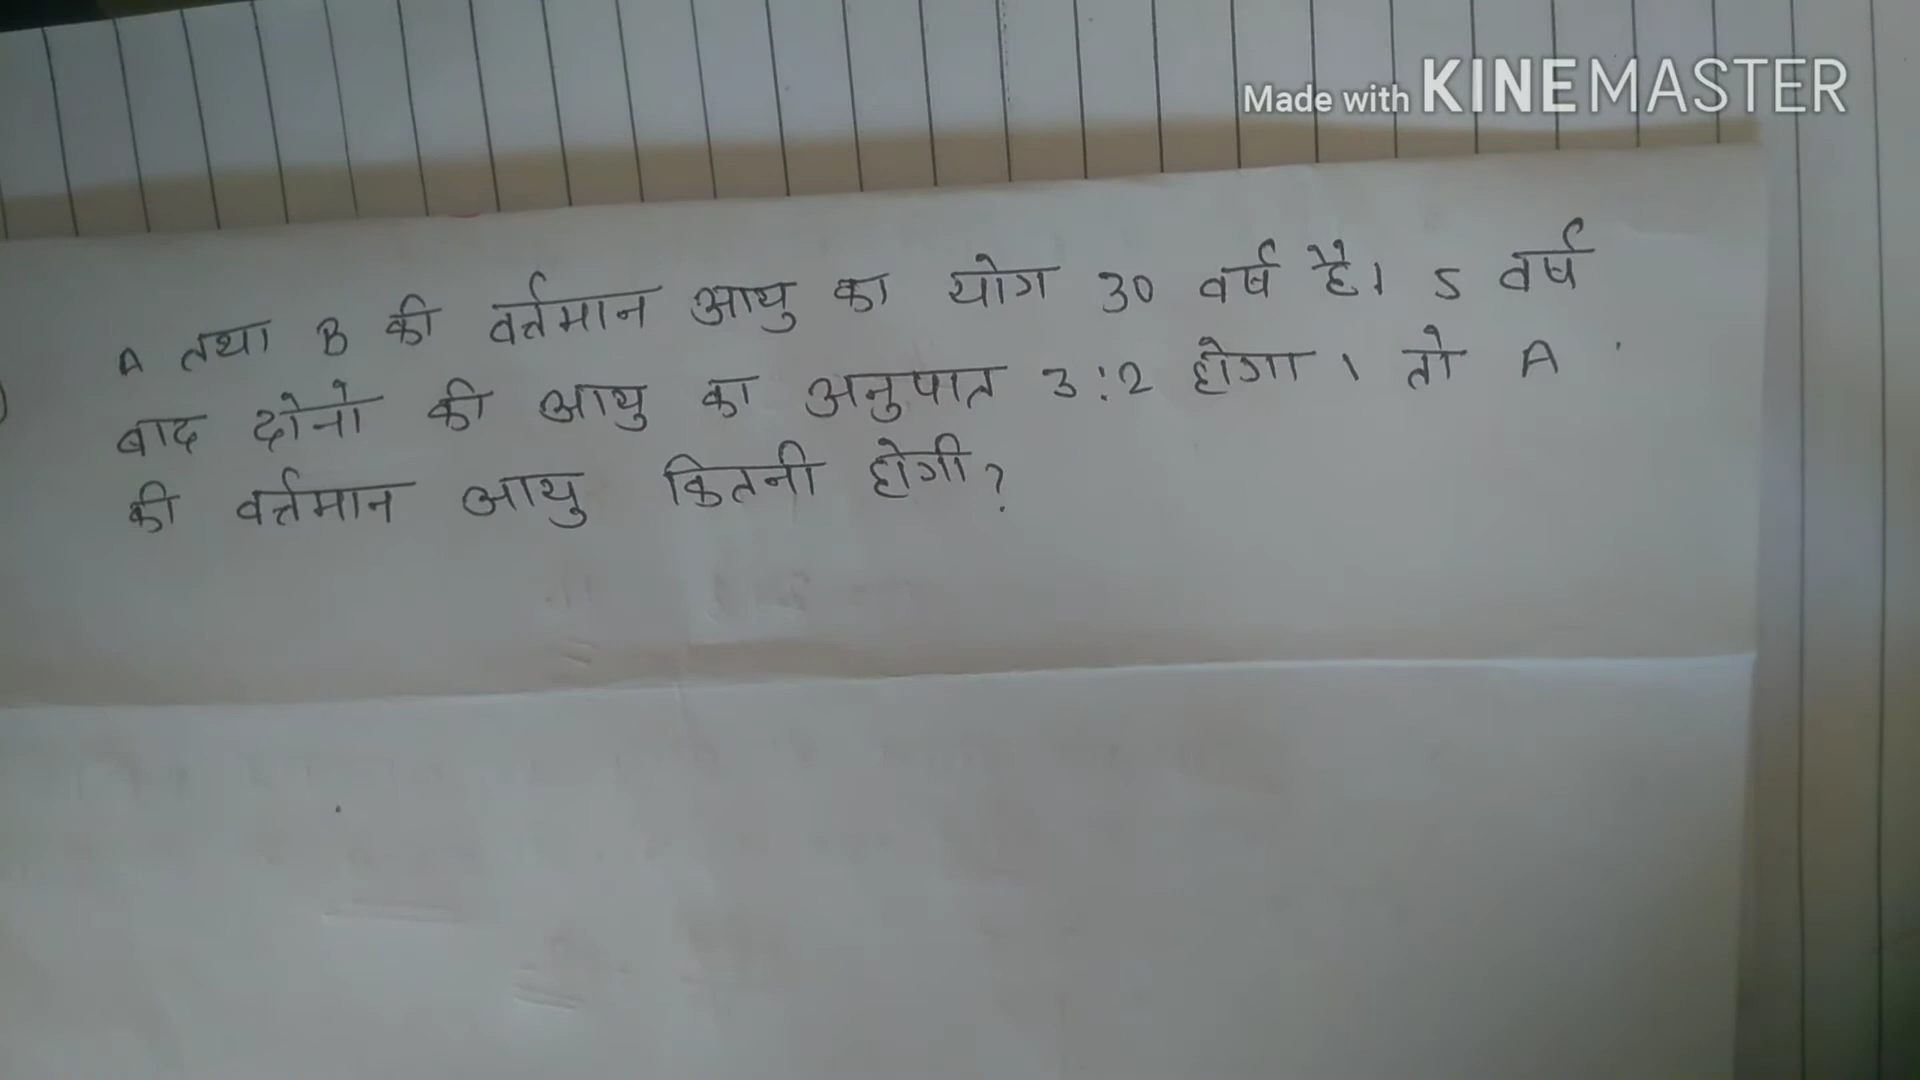 Made with KINEMASTER
A तथा B की वर्त्तमान आयु का योग 30 वर्ष है। 5 वर्ष
बाद दोनो की आयु का अनुपात 3:2 होगा । तो A
की वर्त्तमान आयु कितनी होगी?